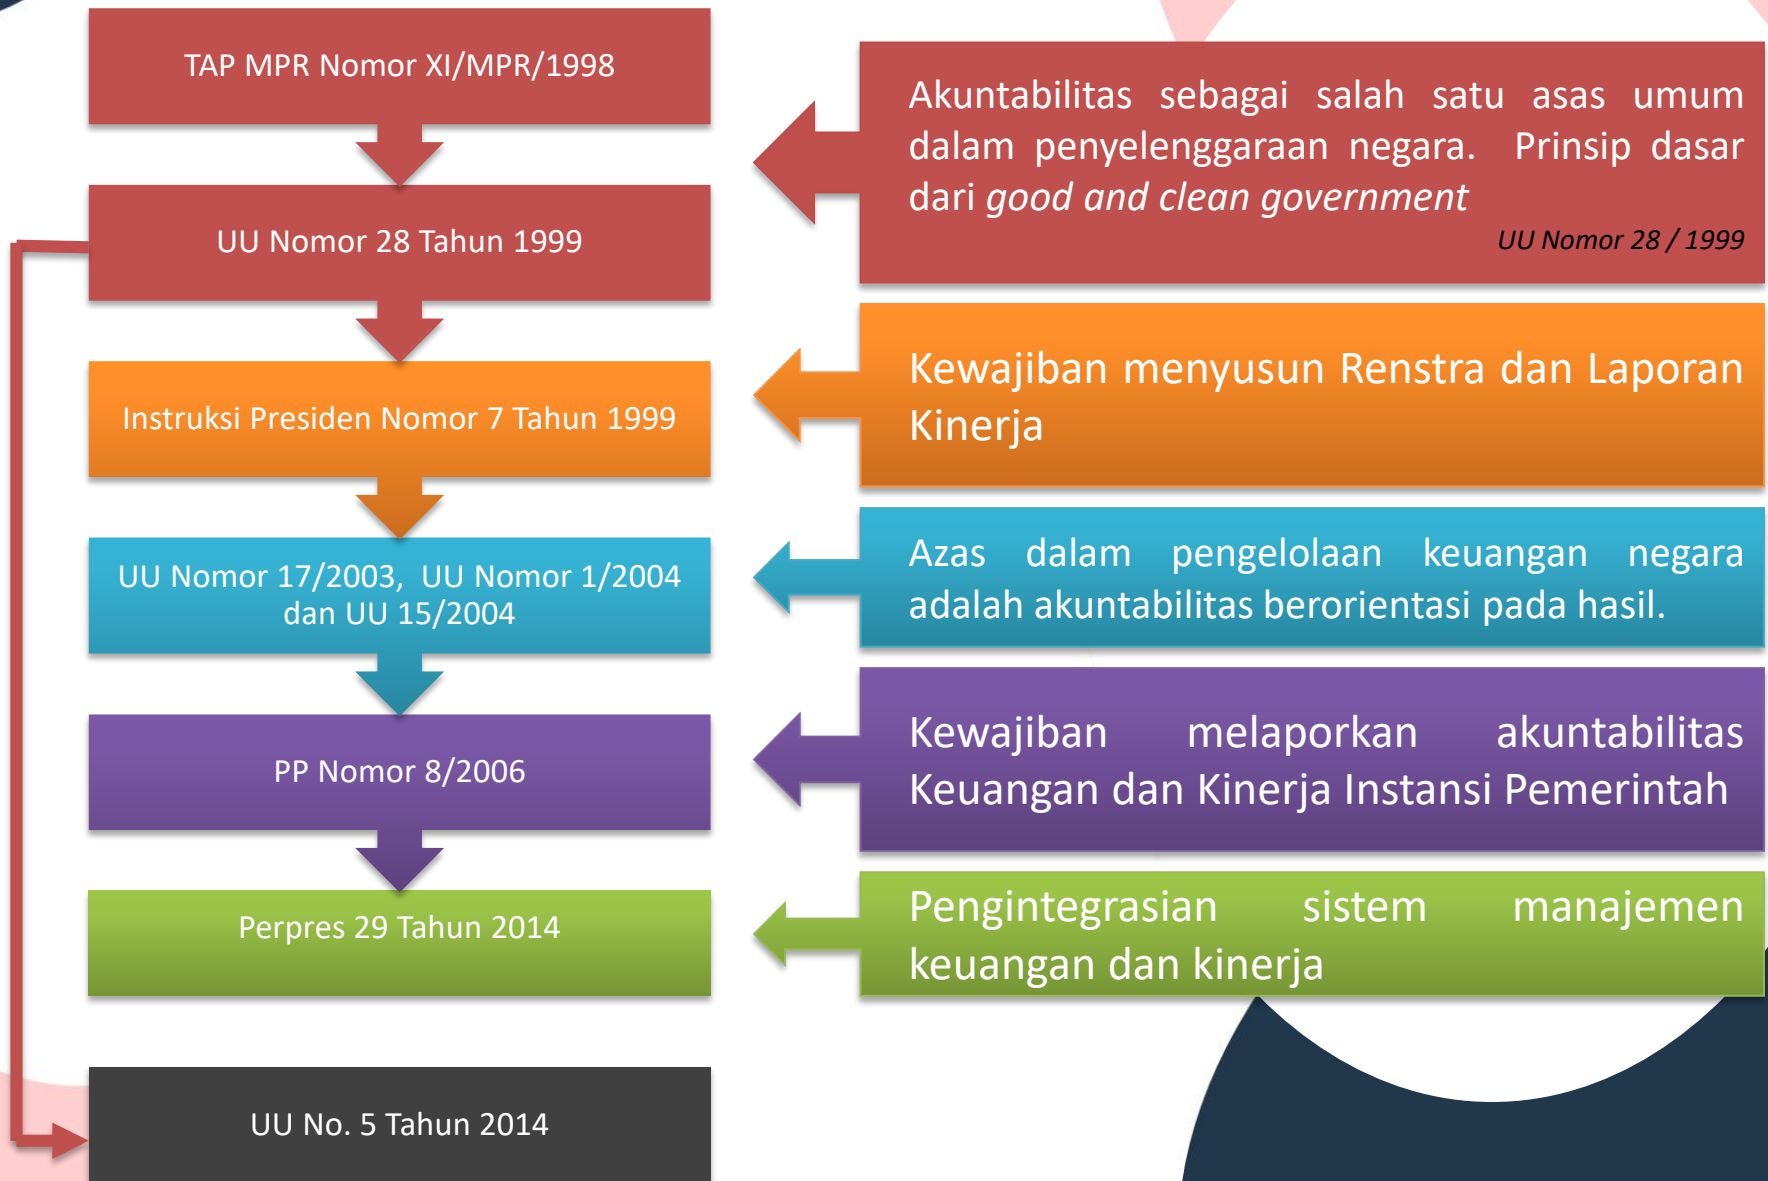 TAP MPR Nomor XI/MPR/1998
Akuntabilitas sebagai salah satu asas umum
dalam penyelenggaraan negara. Prinsip dasar
dari good and clean government
UU Nomor 28 / 1999
UU Nomor 28 Tahun 1999
Instruksi Presiden Nomor 7 Tahun 1999
Kewajiban menyusun Renstra dan Laporan
Kinerja
UU Nomor 17/2003, UU Nomor 1/2004
dan UU 15/2004
Azas dalam pengelolaan keuangan negara
adalah akuntabilitas berorientasi pada hasil.
PP Nomor 8/2006
Kewajiban melaporkan akuntabilitas
Keuangan dan Kinerja Instansi Pemerintah
Perpres 29 Tahun 2014
Pengintegrasian sistem manajemen
keuangan dan kinerja
UU No. 5 Tahun 2014